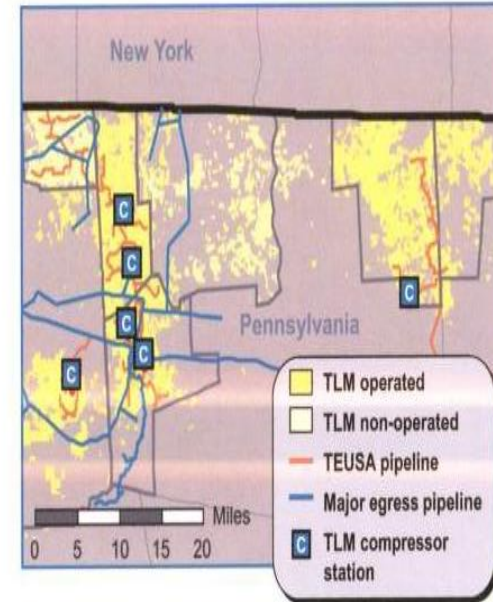 New York
C
C
C
Pennsylvania
C
C
C
TLM operated
TLM non-operated
TEUSA pipeline
Major egress pipeline
C TLM compressor
station
Miles
0 5 10 15 20